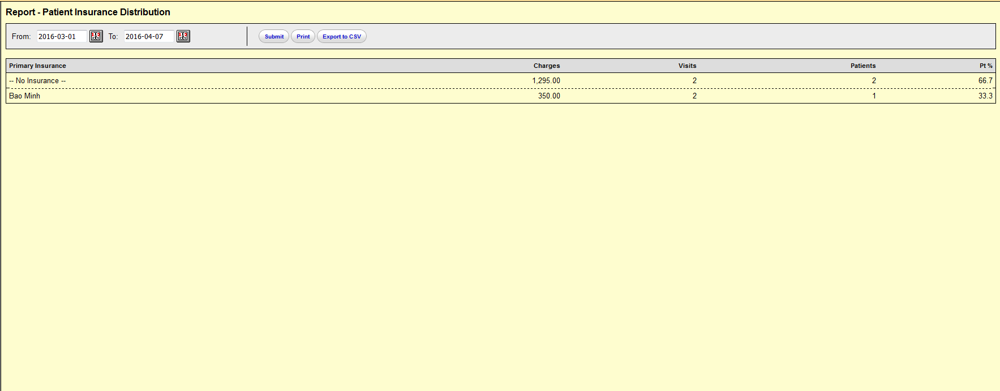 Report - Patient Insurance Distribution
From: 2016-03-01 To: 2016-04-07 Submit Print Export to CSV
Primary Insurance Charges Visits Patients Pt %
-- No Insurance -- 1,295.00 2 2 66.7
Bao Minh 350.00 2 1 33.3